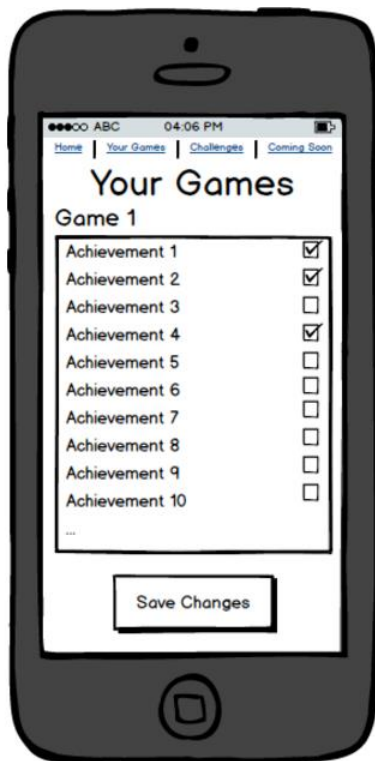 ABC 04:06 PM
Home Your Games Challenges Coming Soon
Your Games
Game 1
Achievement 1
Achievement 2
Achievement 3
Achievement 4
Achievement 5
Achievement 6
Achievement 7
Achievement 8
Achievement 9
Achievement 10
...
Save Changes